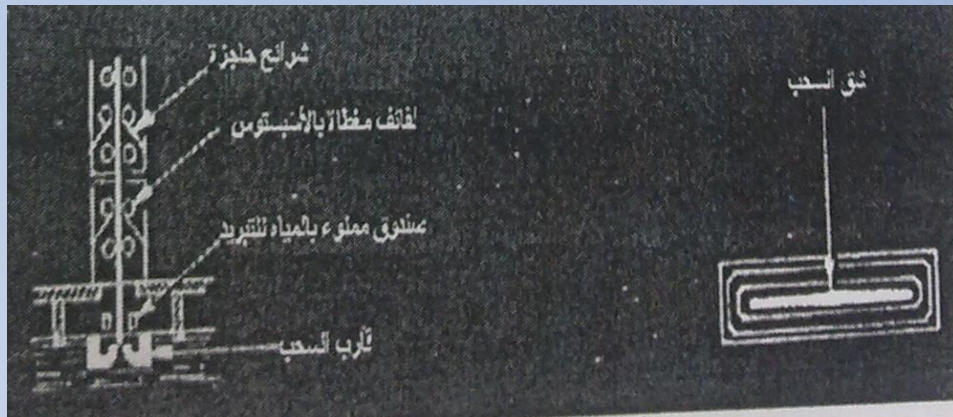 شرائح حاجزة
شق السحب
لفائف مغطاة بالأسبستوس
صندوق مملوء بالمياه للتبريد
قارب السحب